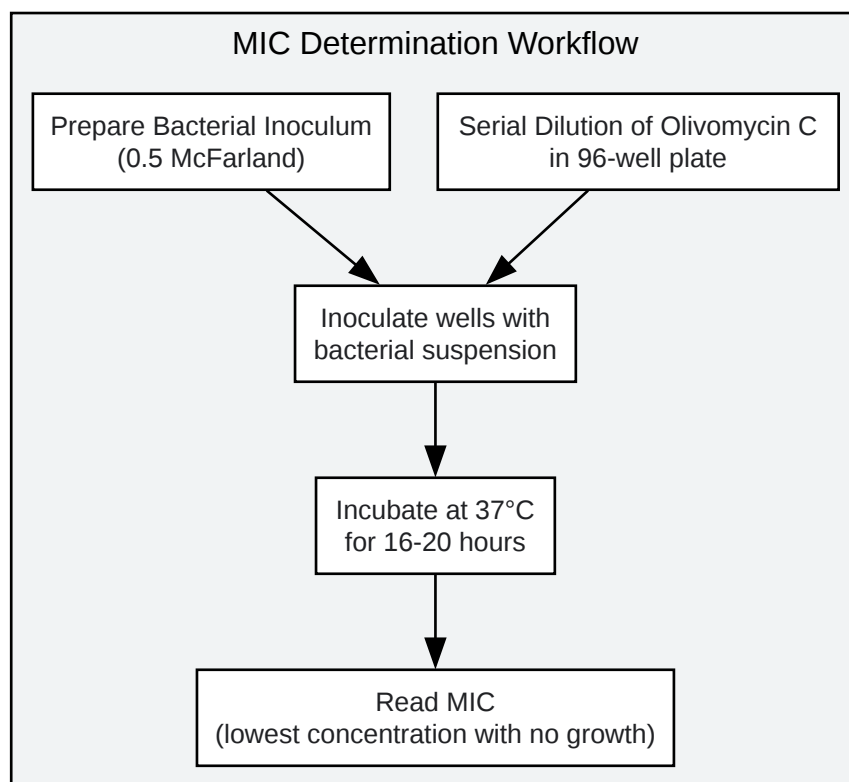 MIC Determination Workflow
Prepare Bacterial Inoculum
(0.5 McFarland)
Serial Dilution of Olivomycin C
in 96-well plate
Inoculate wells with
bacterial suspension
Incubate at 37°C
for 16-20 hours
Read MIC
(lowest concentration with no growth)